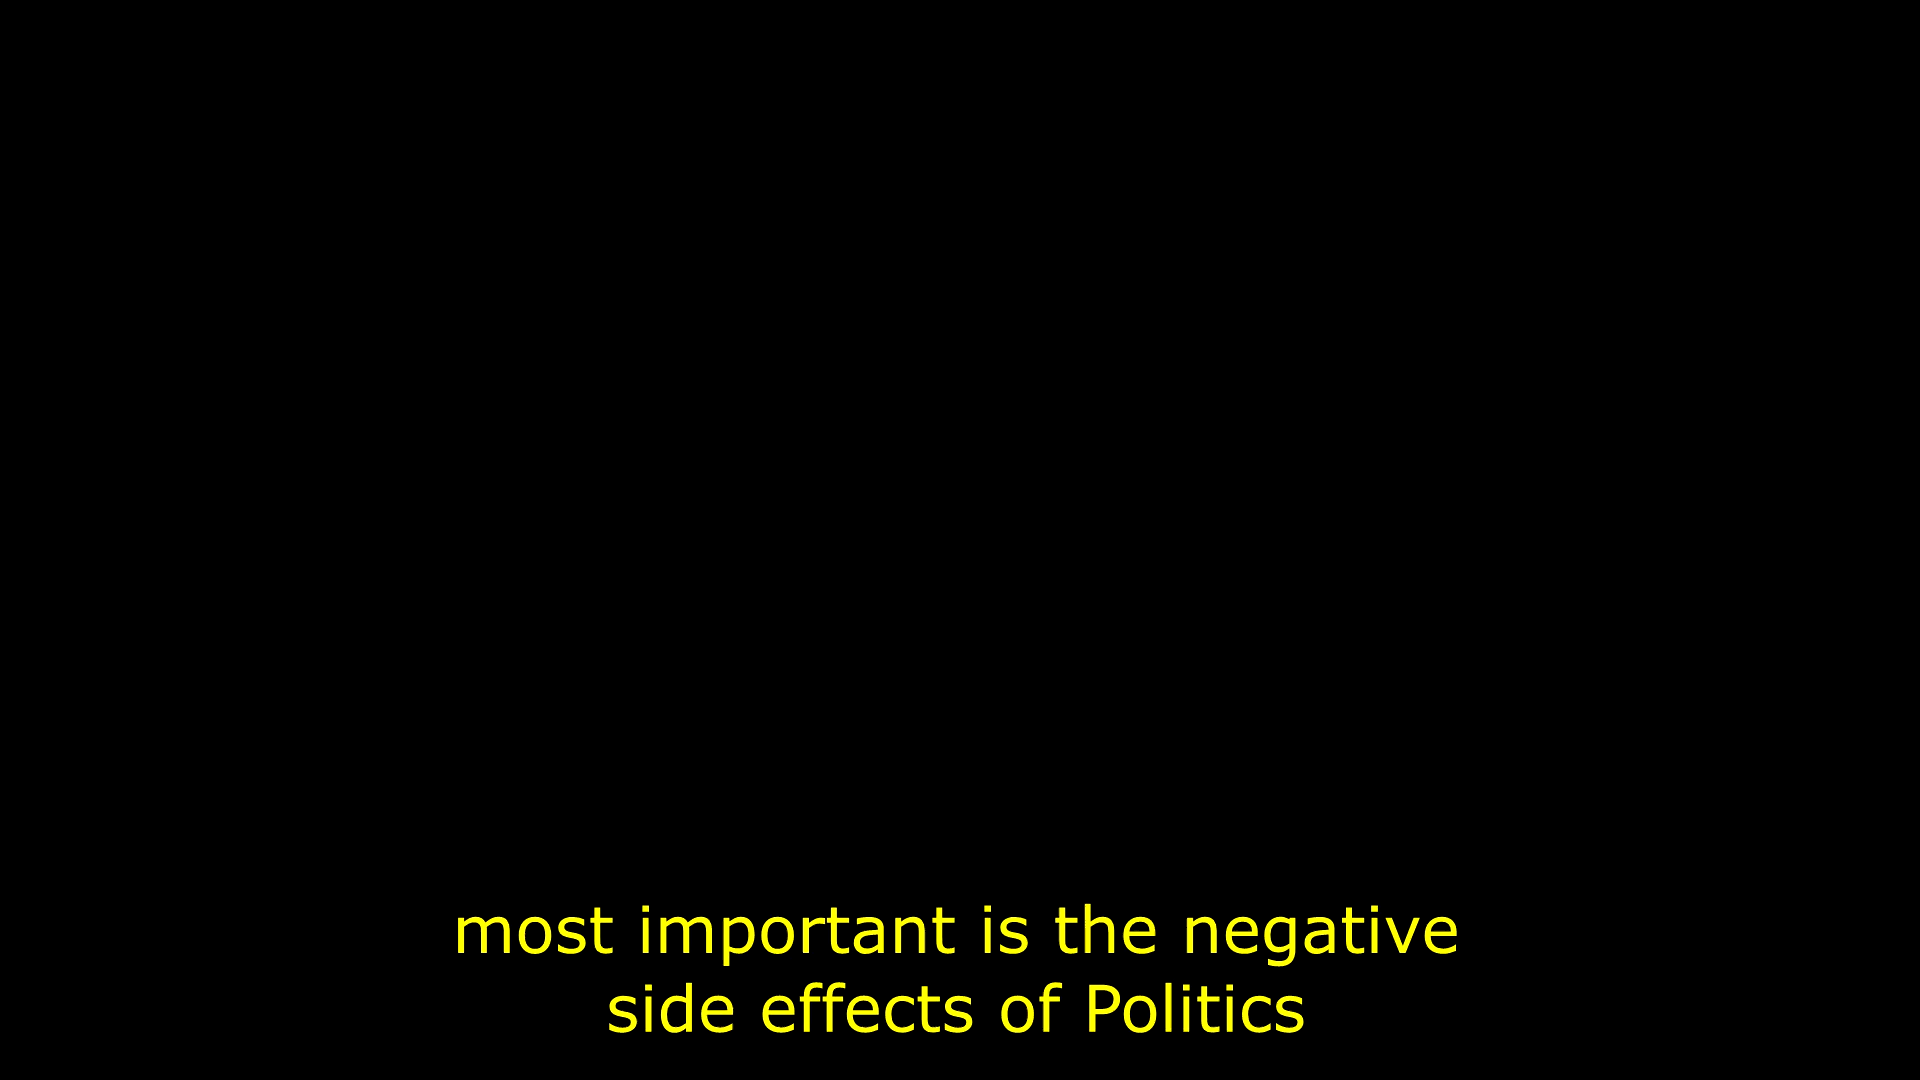 most important is the negative
side effects of Politics